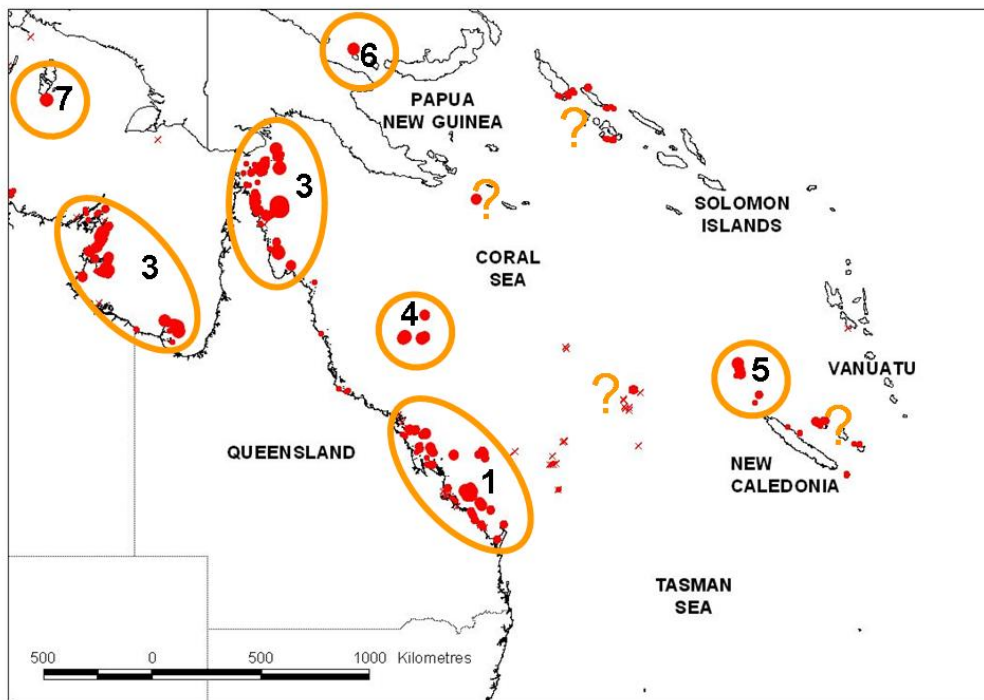 6
7
PAPUA
NEW GUINEA
?
3
?
SOLOMON
ISLANDS
3
CORAL
SEA
4
5
VANUATU
?
?
QUEENSLAND
1
NEW
CALEDONIA
TASMAN
SEA
500 0 500 1000 Kilometres